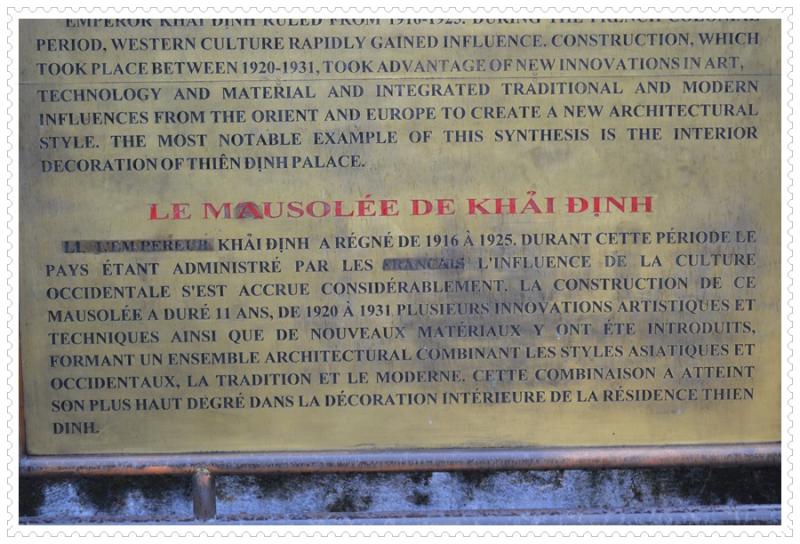 EMPEROR KHẢI ĐỊNH RULED FROM 1916-1925. DURING THE FRENCH COLONIAL
PERIOD, WESTERN CULTURE RAPIDLY GAINED INFLUENCE. CONSTRUCTION, WHICH
TOOK PLACE BETWEEN 1920-1931, TOOK ADVANTAGE OF NEW INNOVATIONS IN ART,
TECHNOLOGY AND MATERIAL AND INTEGRATED TRADITIONAL AND MODERN
INFLUENCES FROM THE ORIENT AND EUROPE TO CREATE A NEW ARCHITECTURAL
STYLE. THE MOST NOTABLE EXAMPLE OF THIS SYNTHESIS IS THE INTERIOR
DECORATION OF THIÊN ĐỊNH PALACE.
LE MAUSOLÉE DE KHẢI ĐỊNH
L'EMPEREUR KHẢI ĐỊNH A RÉGNÉ DE 1916 À 1925. DURANT CETTE PÉRIODE LE
PAYS ÉTANT ADMINISTRÉ PAR LES FRANCAIS L'INFLUENCE DE LA CULTURE
OCCIDENTALE S'EST ACCRUE CONSIDÉRABLEMENT. LA CONSTRUCTION DE CE
MAUSOLÉE A DURÉ 11 ANS, DE 1920 À 1931 PLUSIEURS INNOVATIONS ARTISTIQUES ET
TECHNIQUES AINSI QUE DE NOUVEAUX MATÉRIAUX Y ONT ÉTE INTRODUITS,
FORMANT UN ENSEMBLE ARCHITECTURAL COMBINANT LES STYLES ASIATIQUES ET
OCCIDENTAUX, LA TRADITION ET LE MODERNE. CETTE COMBINAISON A ATTEINT
SON PLUS HAUT DEGRÉ DANS LA DÉCORATION INTÉRIEURE DE LA RÉSIDENCE THIEN
DINH.